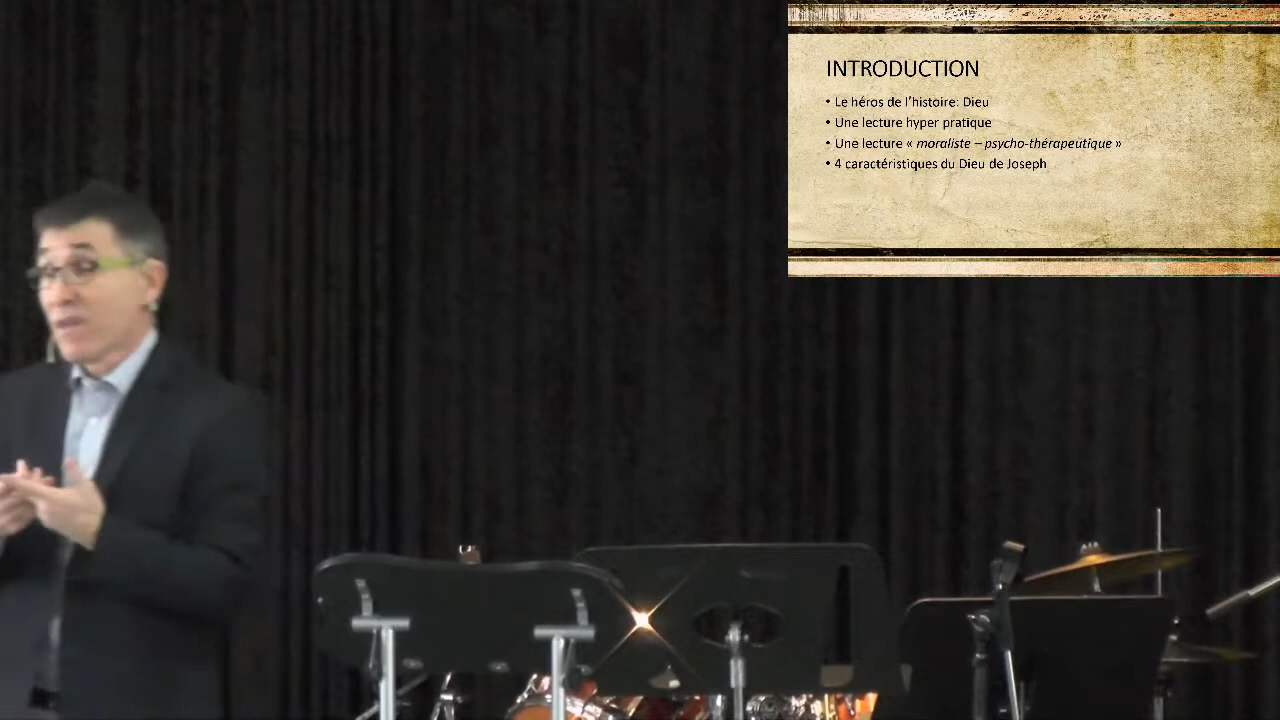 INTRODUCTION
• Le héros de l'histoire: Dieu
• Une lecture hyper pratique
• Une lecture « moraliste – psycho-thérapeutique »
• 4 caractéristiques du Dieu de Joseph